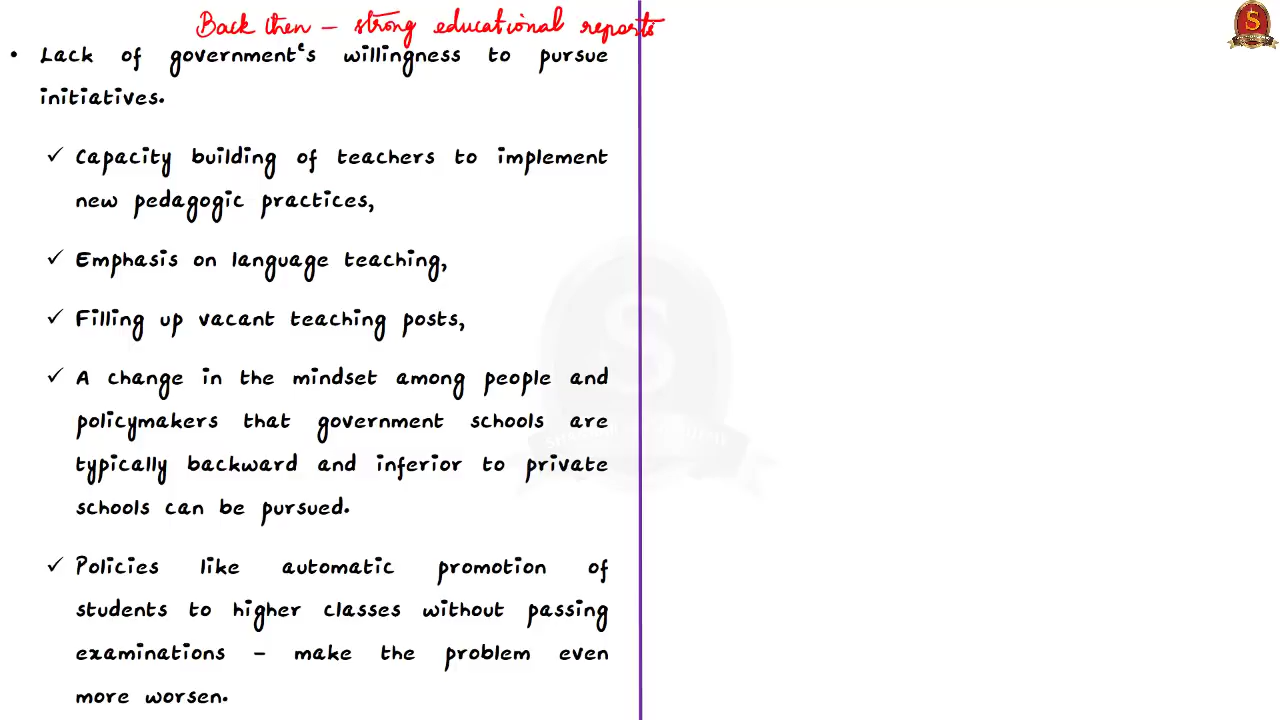 Back then – strong educational reports
• Lack of government's willingness to pursue
initiatives.
✓ Capacity building of teachers to implement
new pedagogic practices,
✓ Emphasis on language teaching,
✓ Filling up vacant teaching posts,
✓ A change in the mindset among people and
policymakers that government schools are
typically backward and inferior to private
schools can be pursued.
✓ Policies like automatic promotion of
students to higher classes without passing
examinations – make the problem even
more worsen.